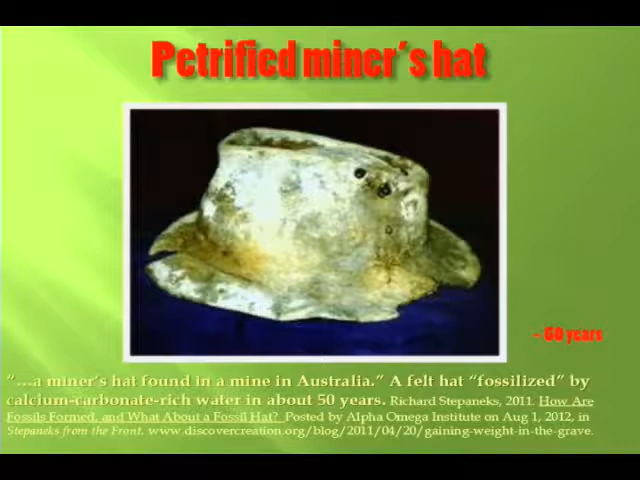 Petrified miner's hat
~ 60 years
"…a miner's hat found in a mine in Australia." A felt hat "fossilized" by
calcium-carbonate-rich water in about 50 years. Richard Stepaneks, 2011. How Are
Fossils Formed, and What About a Fossil Hat? Posted by Alpha Omega Institute on Aug 1, 2012, in
Stepaneks from the Front. www.discovercreation.org/blog/2011/04/20/gaining-weight-in-the-grave.